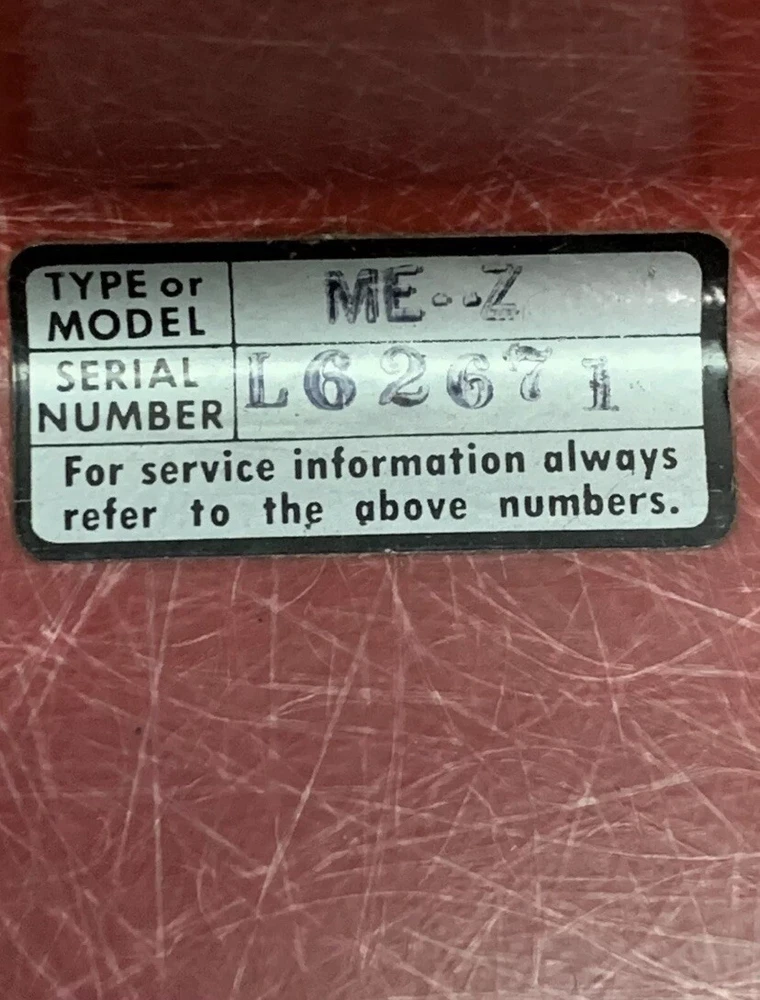 TYPE or
MODEL
ME--Z
SERIAL
NUMBER
L62671
For service information always
refer to the above numbers.